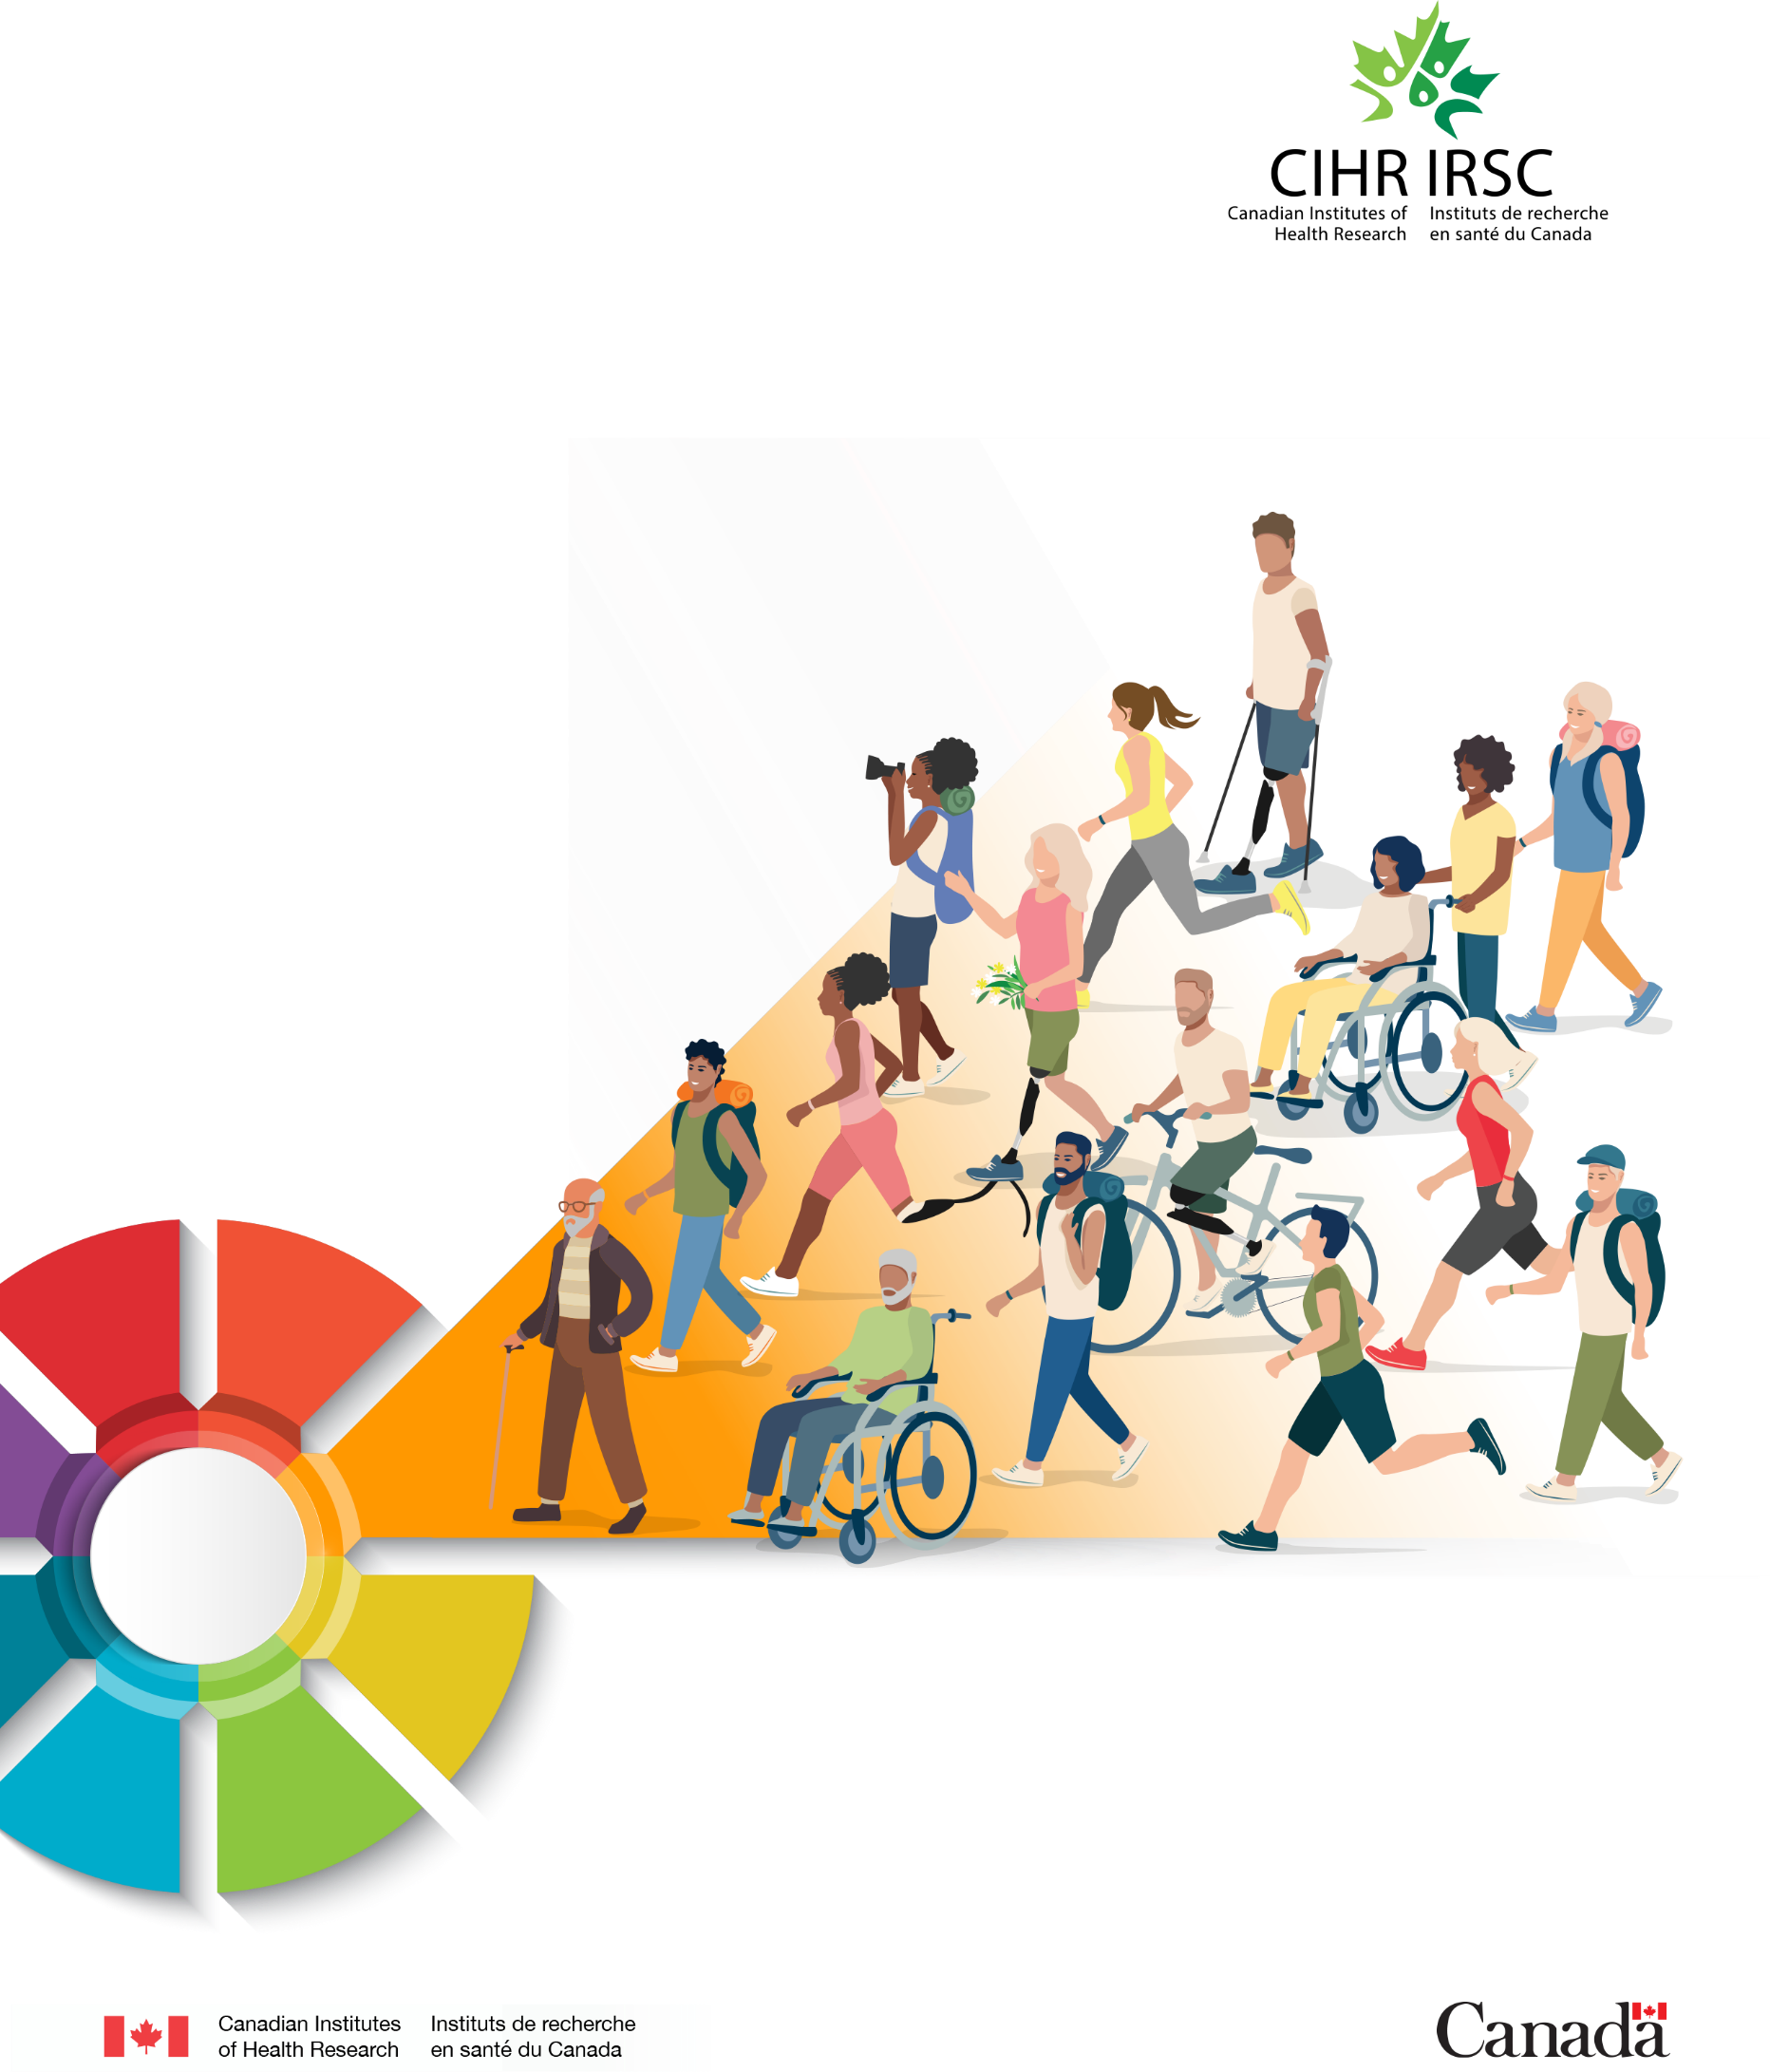 CIHR IRSC
Canadian Institutes of Health Research
Instituts de recherche en santé du Canada
Canadian Institutes
of Health Research
Instituts de recherche
en santé du Canada
Canada